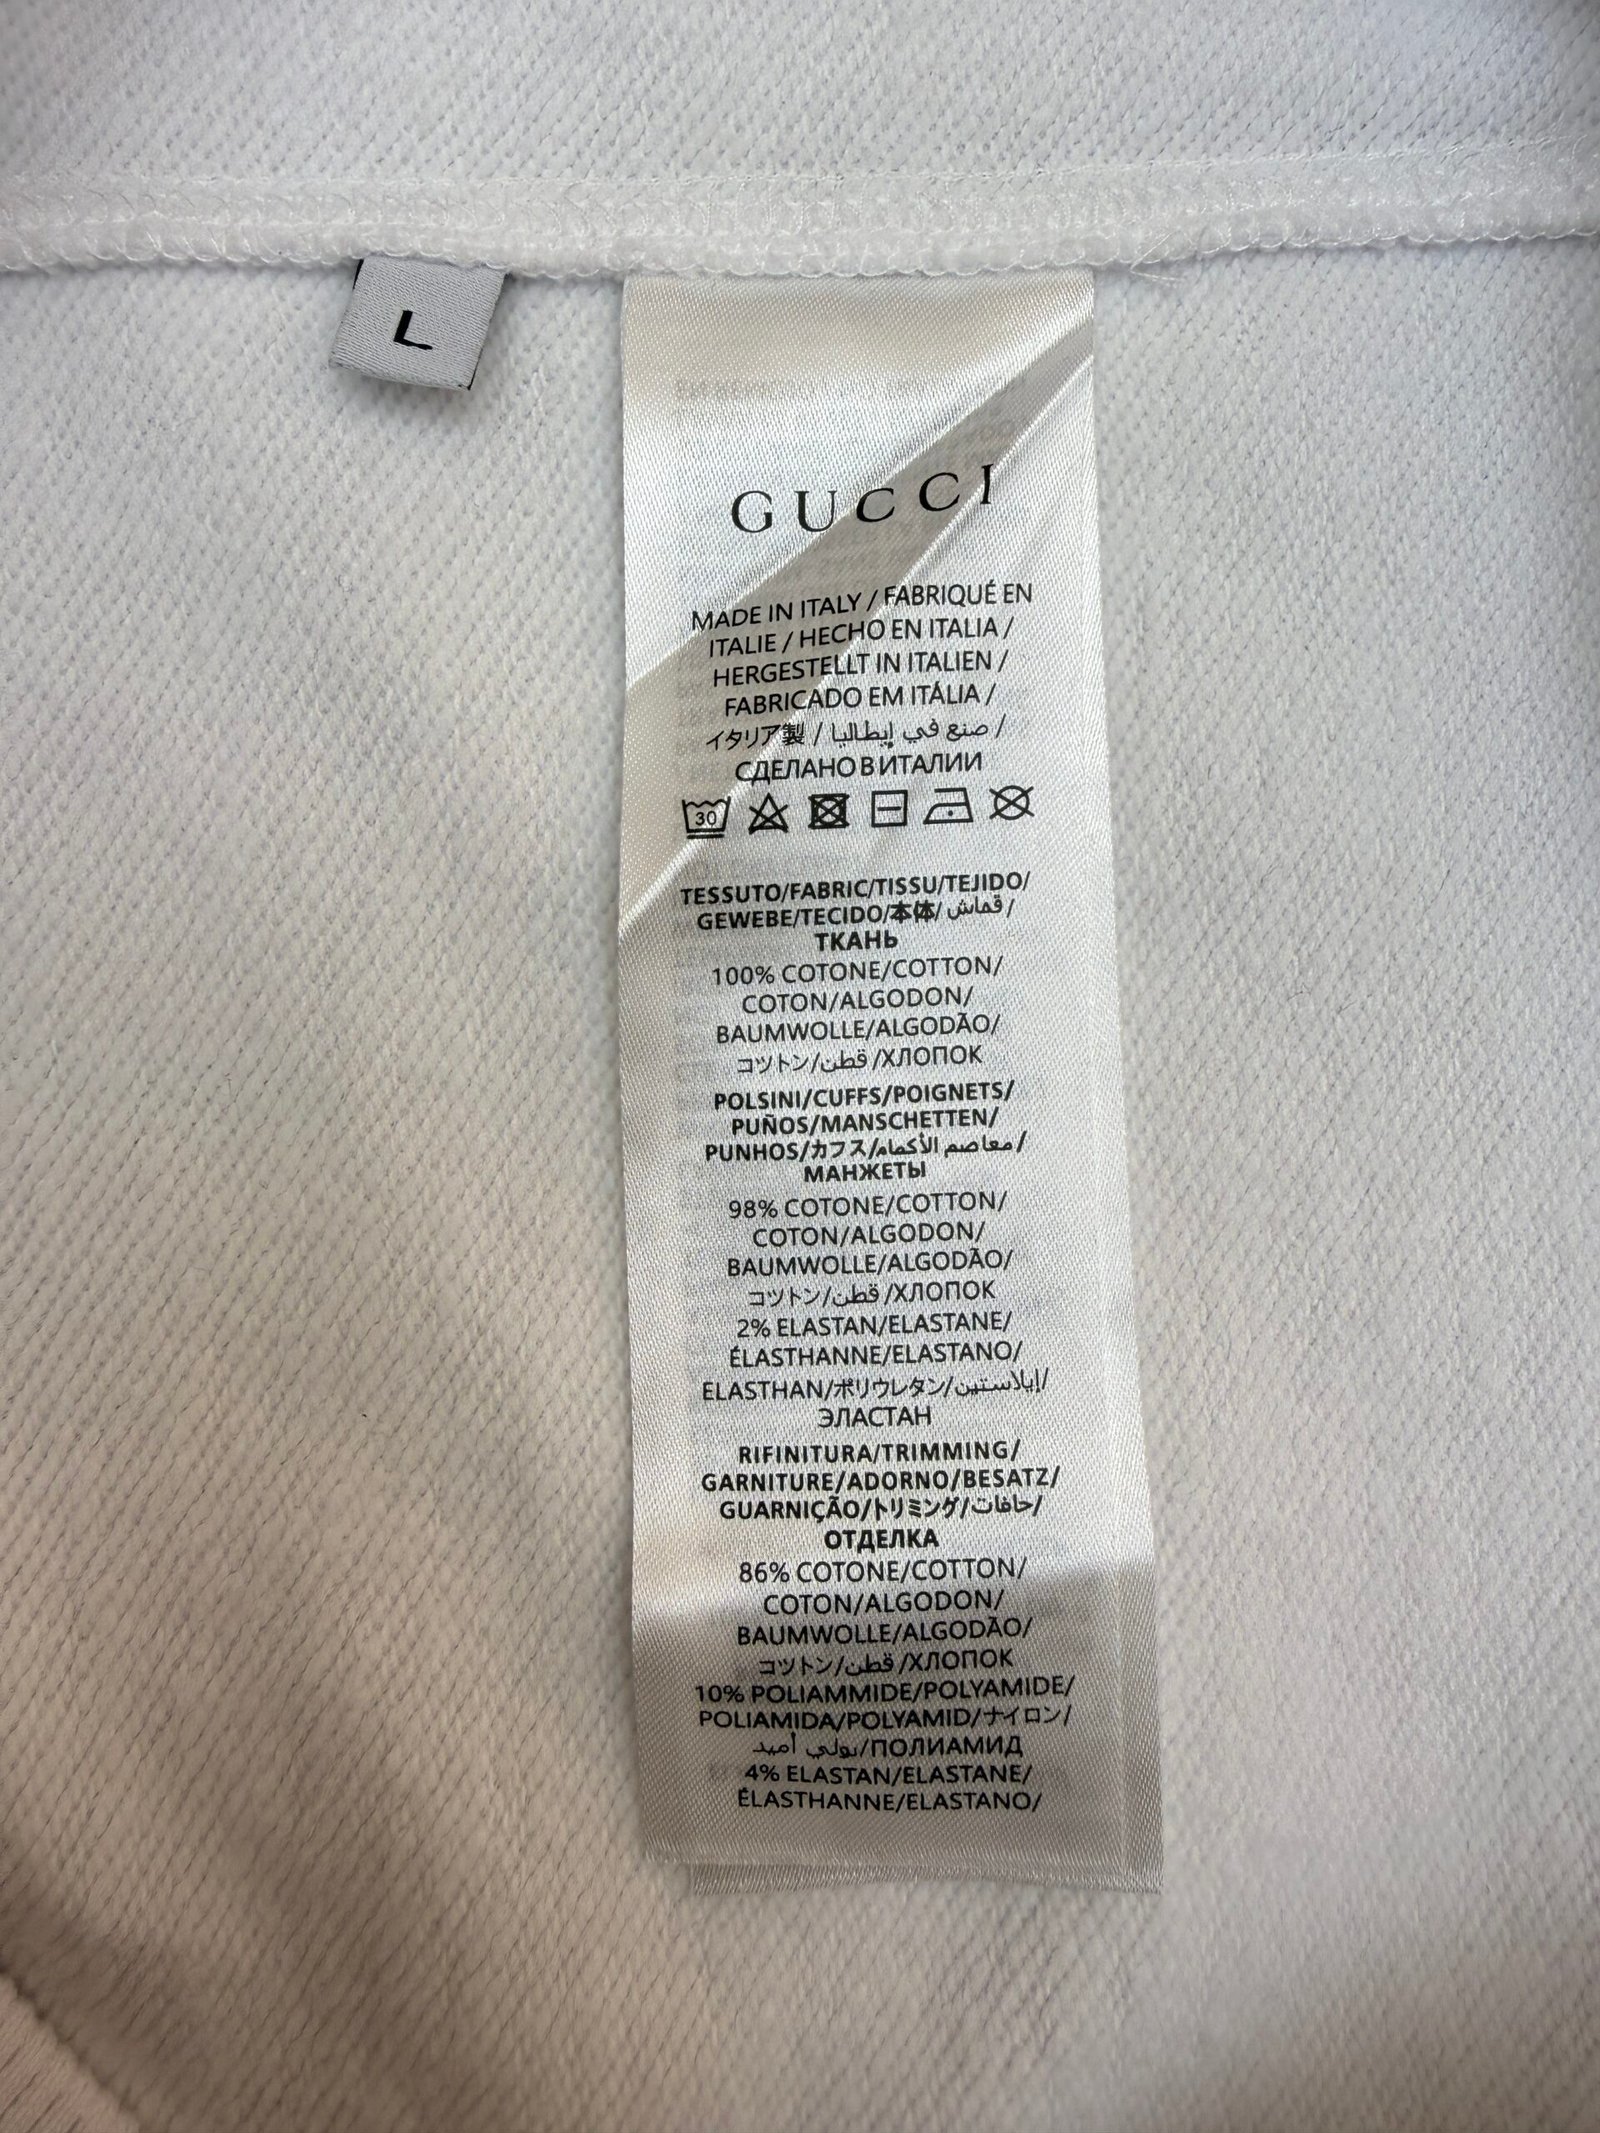 L
GUCCI
MADE IN ITALY / FABRIQUÉ EN
ITALIE / HECHO EN ITALIA /
HERGESTELLT IN ITALIEN /
FABRICADO EM ITÁLIA /
イタリア製 / صنع في إيطاليا /
СДЕЛАНО В ИТАЛИИ
30
TESSUTO/FABRIC/TISSU/TEJIDO/
GEWEBE/TECIDO/本体/قماش/
ТКАНЬ
100% COTONE/COTTON/
COTON/ALGODON/
BAUMWOLLE/ALGODÃO/
コットン/قطن/ХЛОПОК
POLSINI/CUFFS/POIGNETS/
PUÑOS/MANSCHETTEN/
PUNHOS/カフス/معاصم الأكمام/
МАНЖЕТЫ
98% COTONE/COTTON/
COTON/ALGODON/
BAUMWOLLE/ALGODÃO/
コットン/قطن/ХЛОПОК
2% ELASTAN/ELASTANE/
ÉLASTHANNE/ELASTANO/
ELASTHAN/ポリウレタン/إيلاستين/
ЭЛАСТАН
RIFINITURA/TRIMMING/
GARNITURE/ADORNO/BESATZ/
GUARNIÇÃO/トリミング/حافات/
ОТДЕЛКА
86% COTONE/COTTON/
COTON/ALGODON/
BAUMWOLLE/ALGODÃO/
コットン/قطن/ХЛОПОК
10% POLIAMMIDE/POLYAMIDE/
POLIAMIDA/POLYAMID/ナイロン/
بولي أميد/ПОЛИАМИД
4% ELASTAN/ELASTANE/
ÉLASTHANNE/ELASTANO/